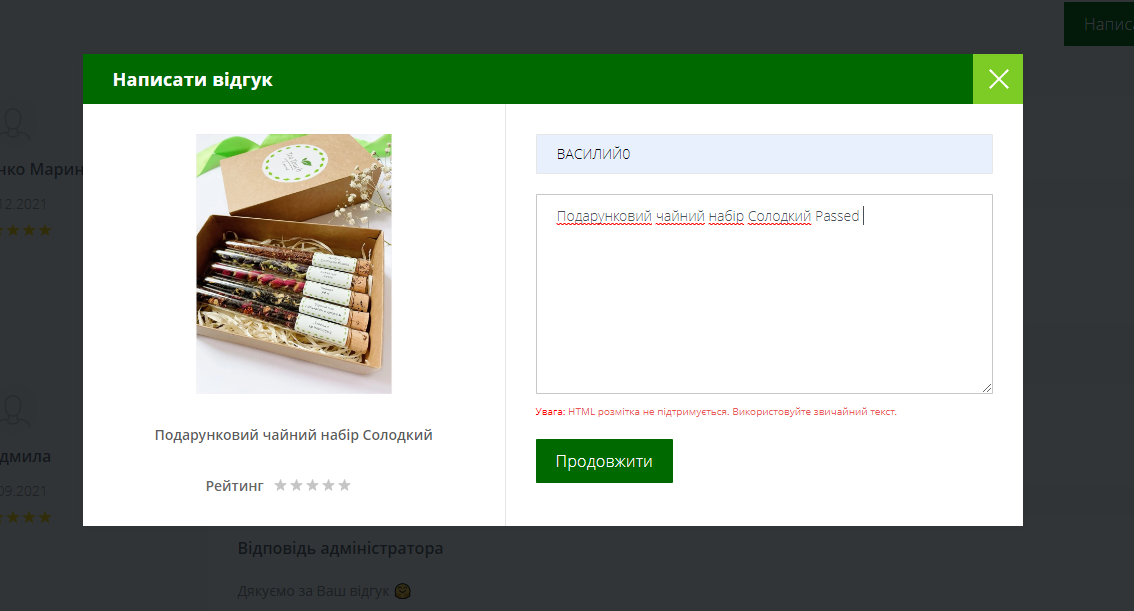 Напис
Написати відгук
нко Марин
12.2021
ВАСИЛИЙ0
Подарунковий чайний набір Солодкий Passed
Увага: HTML розмітка не підтримується. Використовуйте звичайний текст.
Подарунковий чайний набір Солодкий
дмила
Продовжити
Рейтинг
09.2021
Відповідь адміністратора
Дякуємо за Ваш відгук